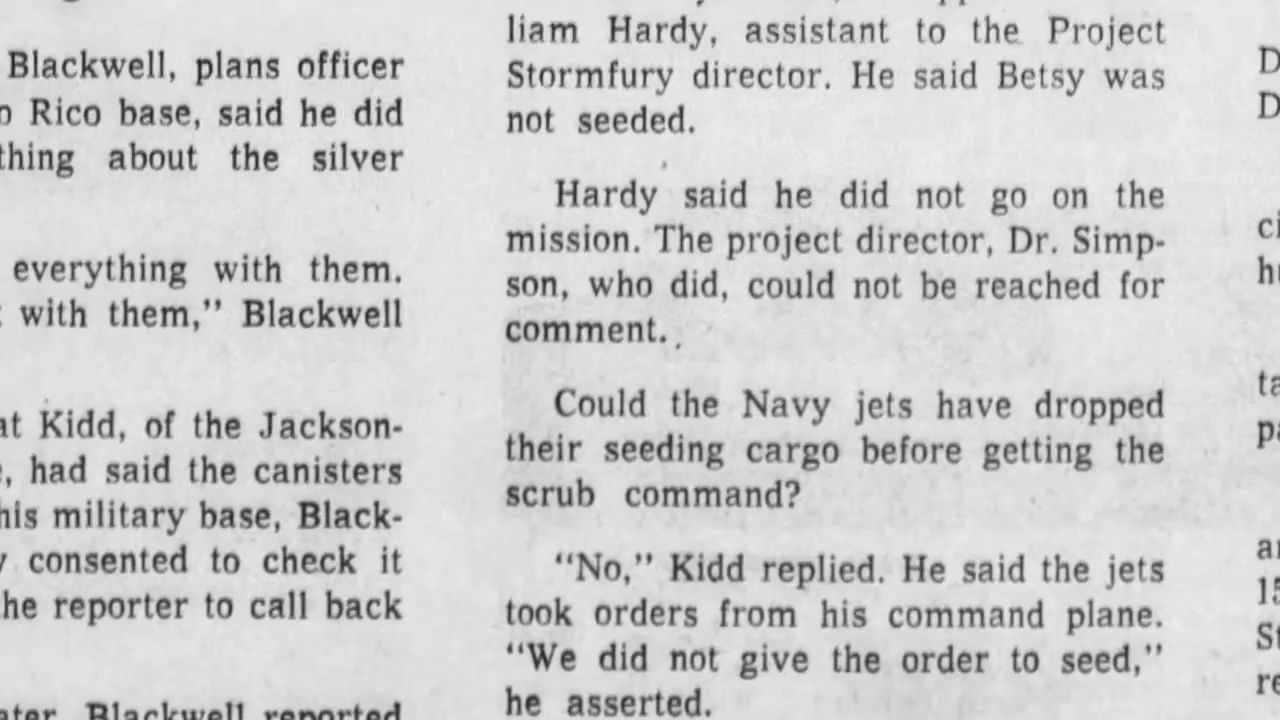 Blackwell, plans officer
Rico base, said he did
about the silver
everything with them.
with them,” Blackwell
Kidd, of the Jackson-
had said the canisters
military base, Black-
consented to check it
reporter to call back
Blackwell reported
liam Hardy, assistant to the Project
Stormfury director. He said Betsy was
not seeded.
Hardy said he did not go on the
mission. The project director, Dr. Simp-
son, who did, could not be reached for
comment.
Could the Navy jets have dropped
their seeding cargo before getting the
scrub command?
“No,” Kidd replied. He said the jets
took orders from his command plane.
“We did not give the order to seed,”
he asserted.